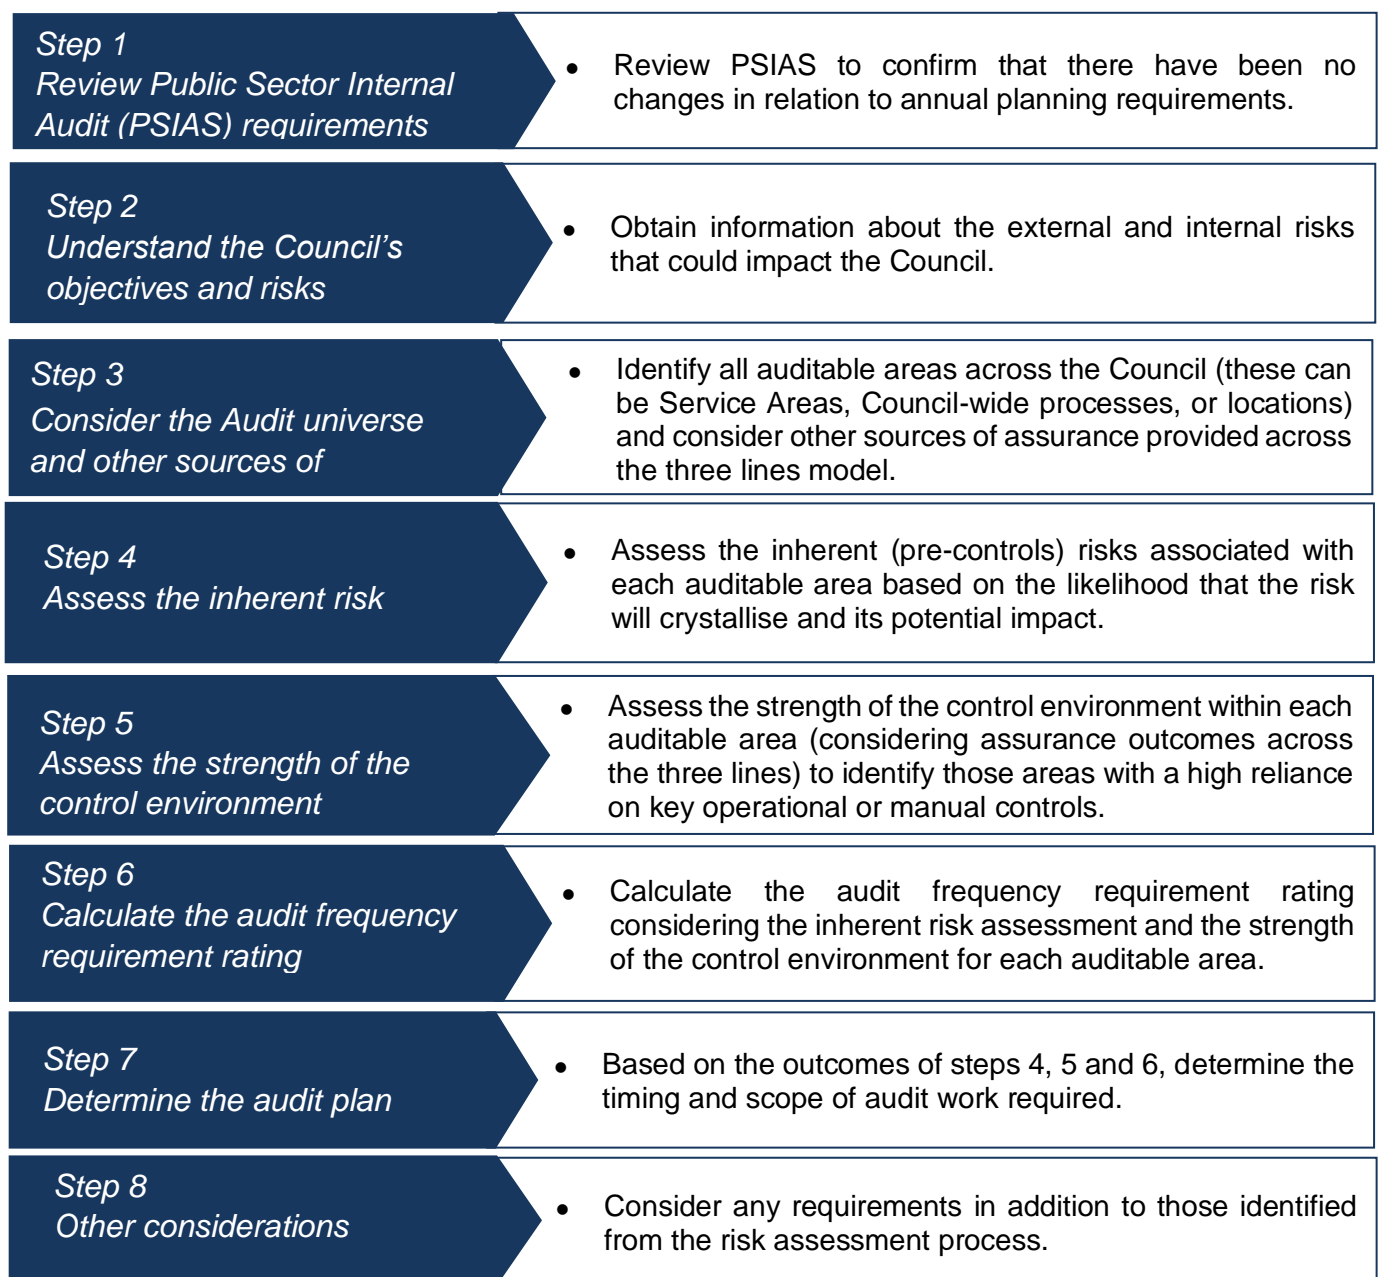 Step 1
Review Public Sector Internal
Audit (PSIAS) requirements
• Review PSIAS to confirm that there have been no
changes in relation to annual planning requirements.
Step 2
Understand the Council’s
objectives and risks
• Obtain information about the external and internal risks
that could impact the Council.
Step 3
Consider the Audit universe
and other sources of
• Identify all auditable areas across the Council (these can
be Service Areas, Council-wide processes, or locations)
and consider other sources of assurance provided across
the three lines model.
Step 4
Assess the inherent risk
• Assess the inherent (pre-controls) risks associated with
each auditable area based on the likelihood that the risk
will crystallise and its potential impact.
Step 5
Assess the strength of the
control environment
• Assess the strength of the control environment within each
auditable area (considering assurance outcomes across
the three lines) to identify those areas with a high reliance
on key operational or manual controls.
Step 6
Calculate the audit frequency
requirement rating
• Calculate the audit frequency requirement rating
considering the inherent risk assessment and the strength
of the control environment for each auditable area.
Step 7
Determine the audit plan
• Based on the outcomes of steps 4, 5 and 6, determine the
timing and scope of audit work required.
Step 8
Other considerations
• Consider any requirements in addition to those identified
from the risk assessment process.